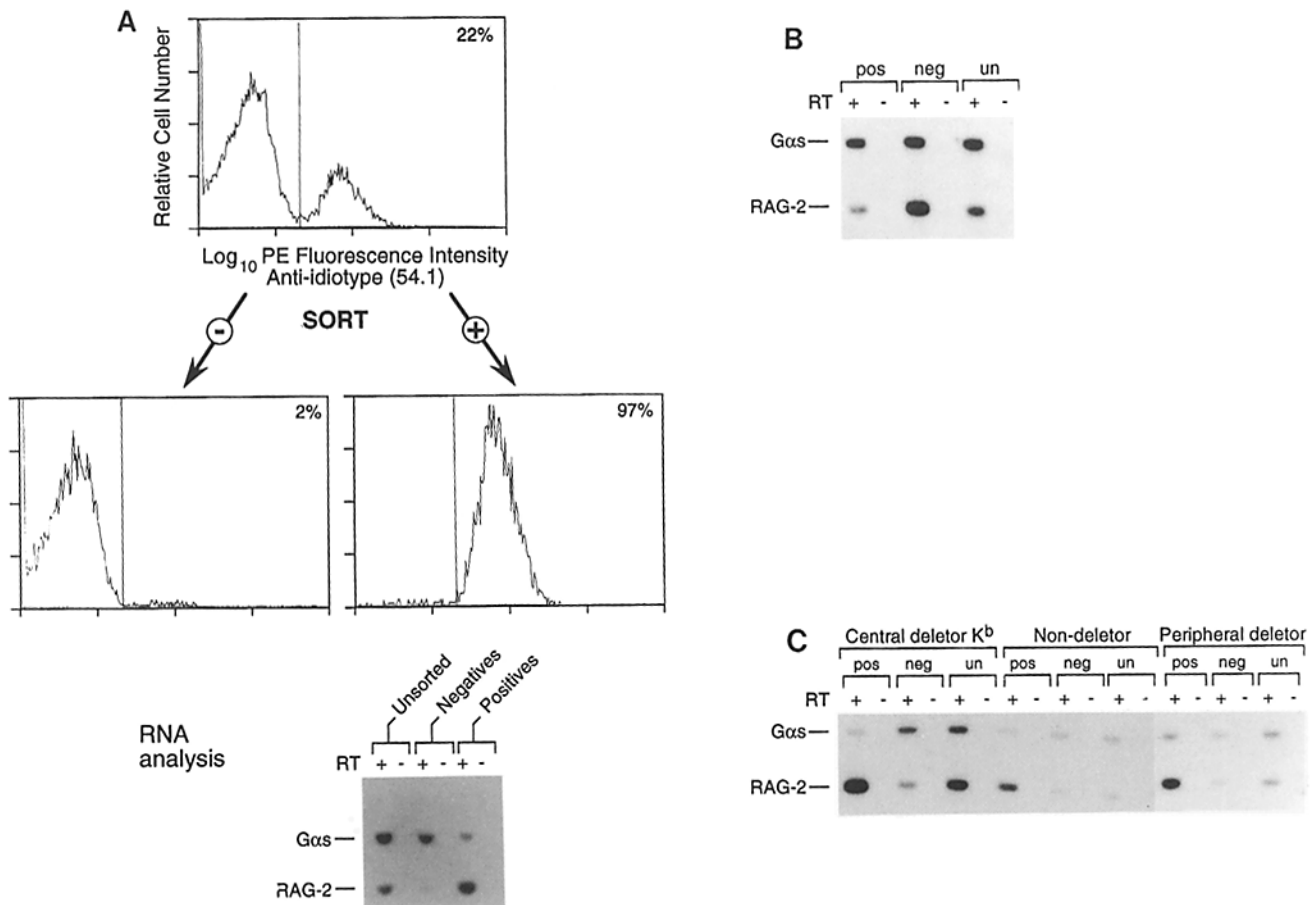 A
Relative Cell Number
22%
Log10 PE Fluorescence Intensity
Anti-idiotype (54.1)
- SORT +
2%
97%
RNA
analysis
Unsorted
Negatives
Positives
RT + - + - + -
Gαs
RAG-2
B
pos neg un
RT + - + - + -
Gαs
RAG-2
C
Central deletor Kb Non-deletor Peripheral deletor
pos neg un pos neg un pos neg un
RT + - + - + - + - + - + - + - + - + -
Gαs
RAG-2